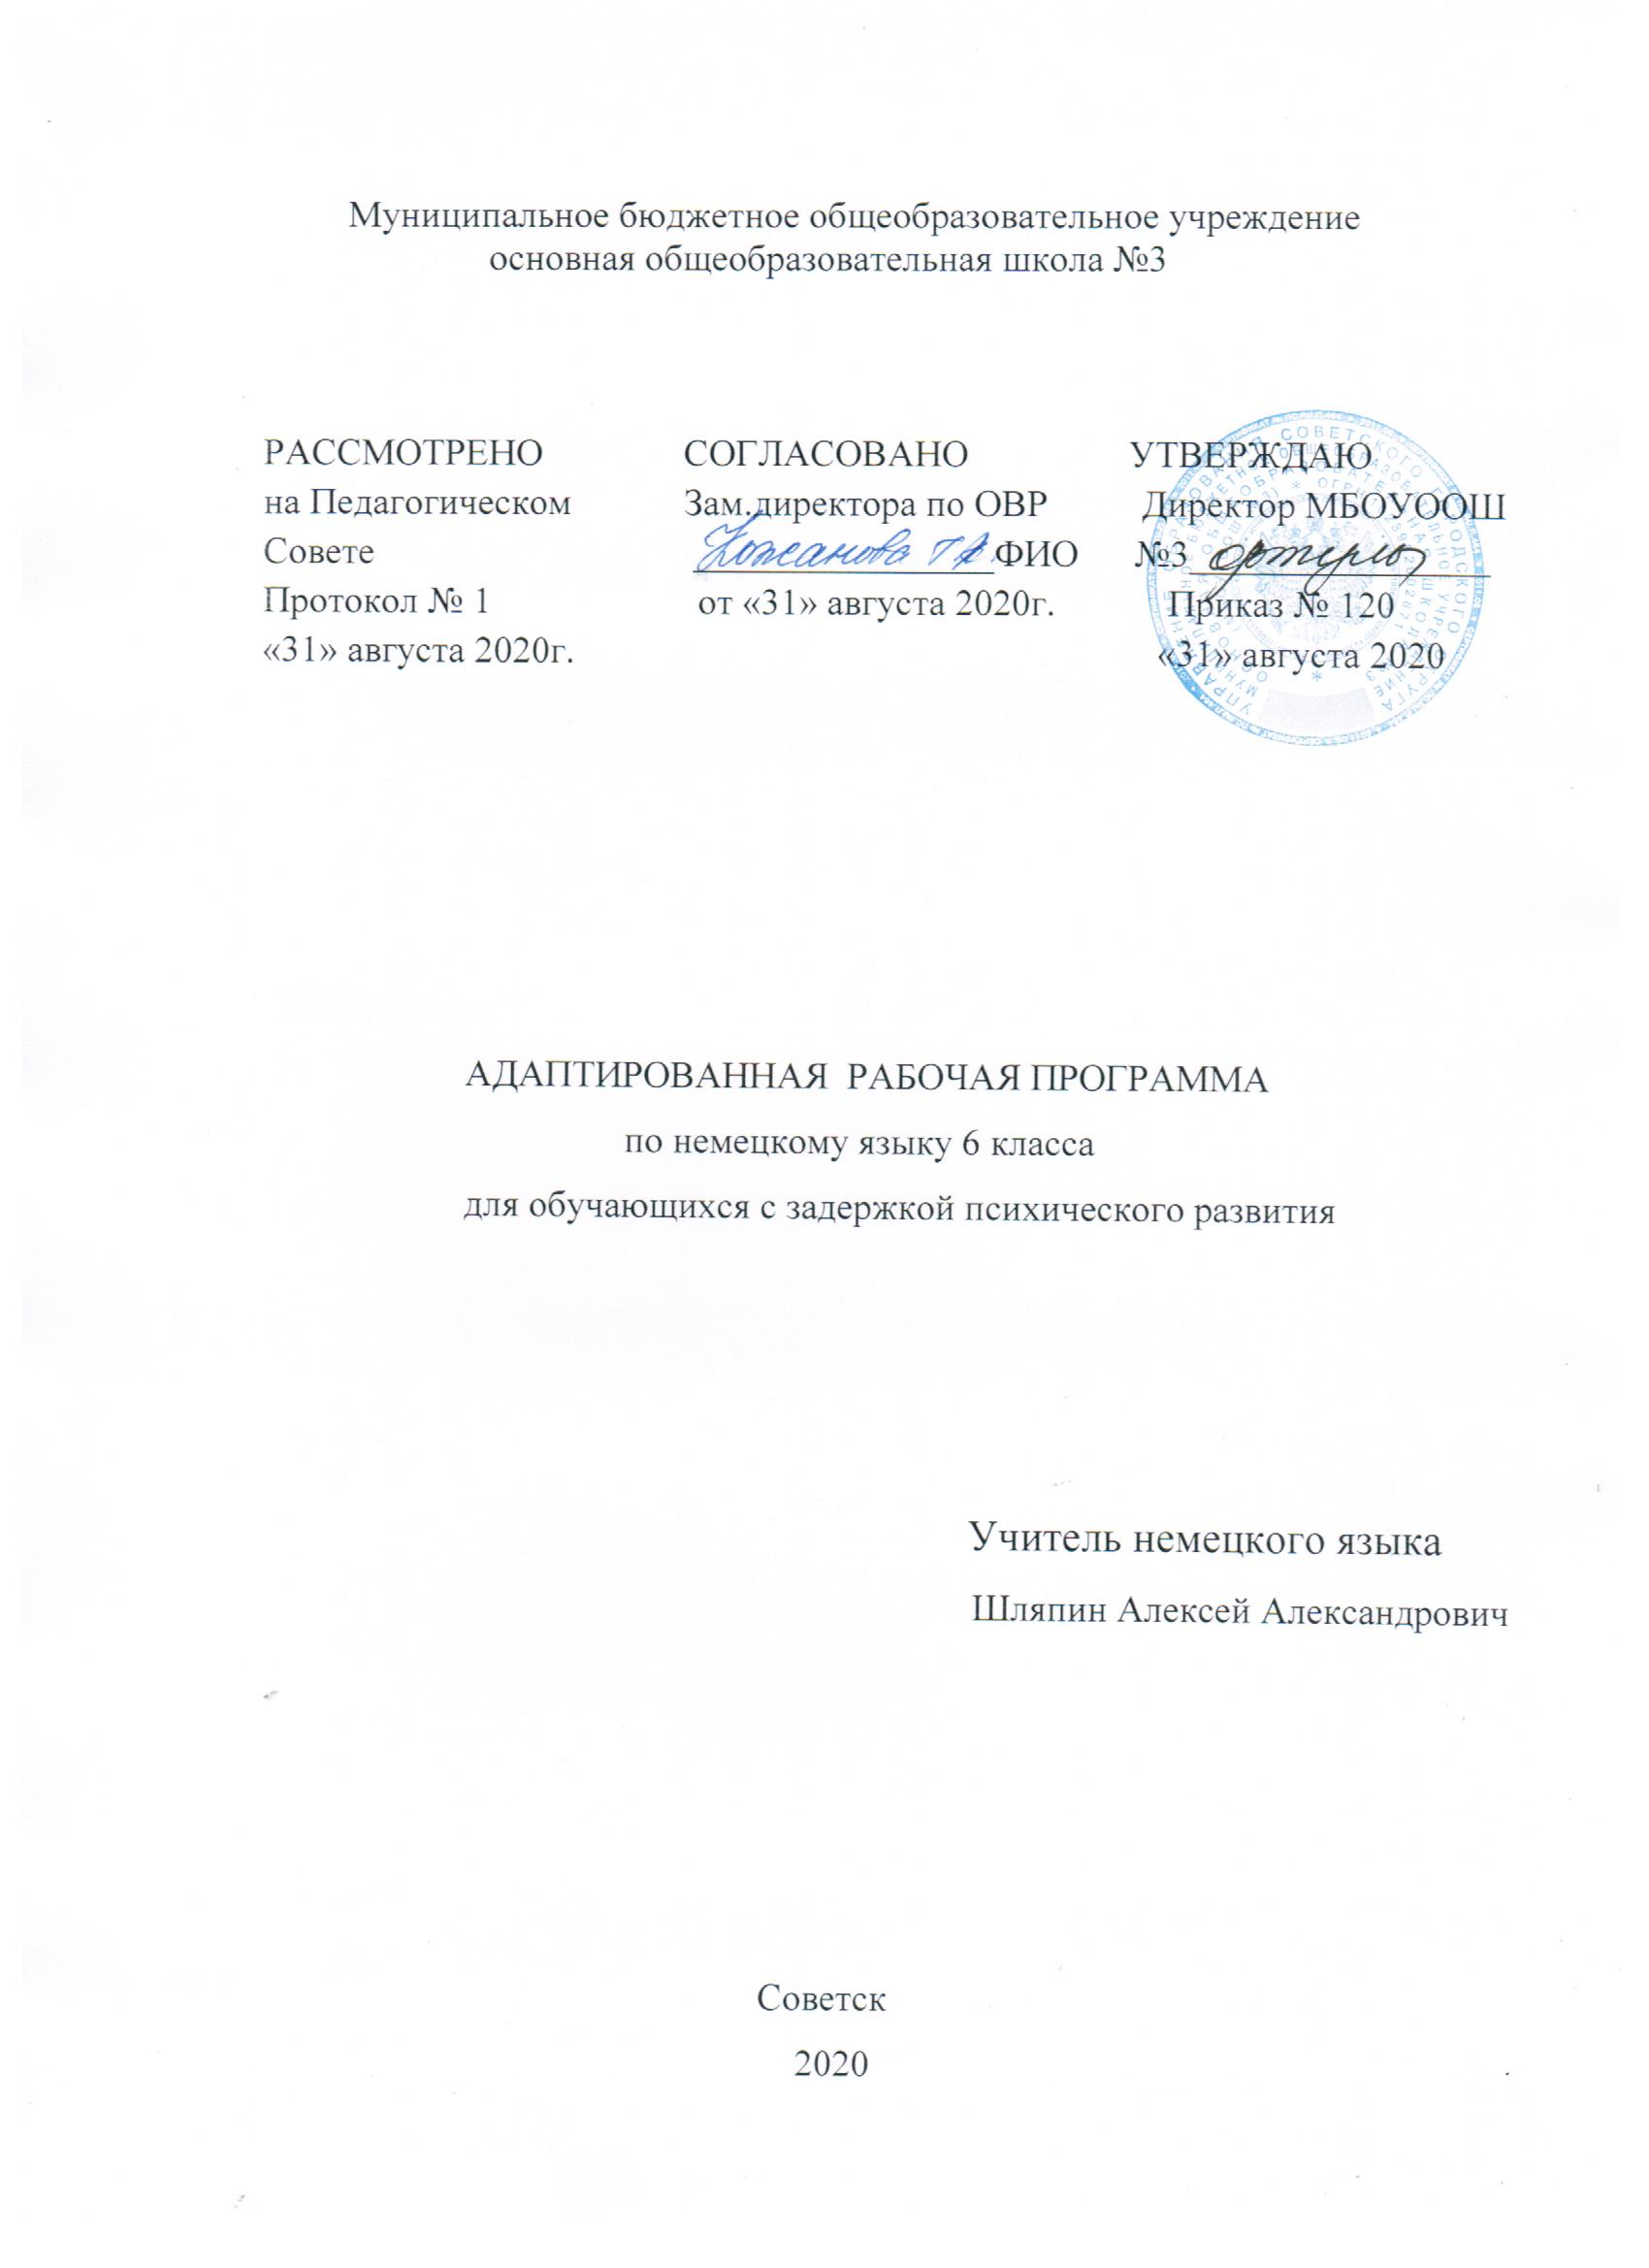 Муниципальное бюджетное общеобразовательное учреждение
основная общеобразовательная школа №3
РАССМОТРЕНО
на Педагогическом
Совете
Протокол № 1
«31» августа 2020г.
СОГЛАСОВАНО
Зам.директора по ОВР
Кожанова ФИО
от «31» августа 2020г.
УТВЕРЖДАЮ
Директор МБОУООШ
№3
Приказ № 120
«31» августа 2020
АДАПТИРОВАННАЯ РАБОЧАЯ ПРОГРАММА
по немецкому языку 6 класса
для обучающихся с задержкой психического развития
Учитель немецкого языка
Шляпин Алексей Александрович
Советск
2020